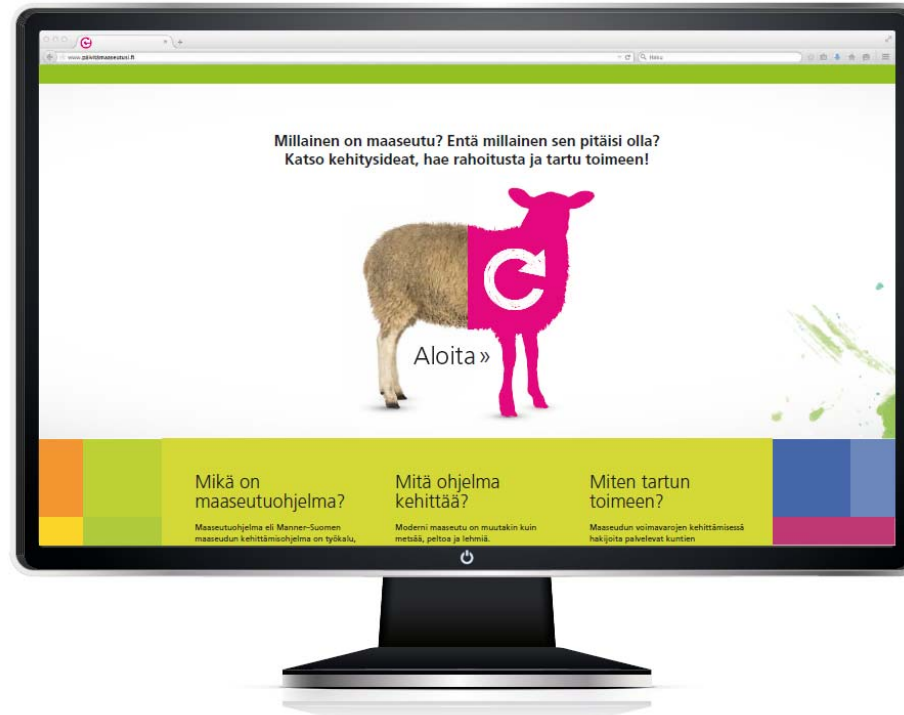 www.päivitämaaseutusi.fi
Haku
Millainen on maaseutu? Entä millainen sen pitäisi olla?
Katso kehitysideat, hae rahoitusta ja tartu toimeen!
Aloita»
Mikä on
maaseutuohjelma?
Maaseutuohjelma eli Manner-Suomen
maaseudun kehittämisohjelma on työkalu,
Mitä ohjelma
kehittää?
Moderni maaseutu on muutakin kuin
metsää, peltoa ja lehmiä.
Miten tartun
toimeen?
Maaseudun voimavarojen kehittämisessä
hakijoita palvelevat kuntien